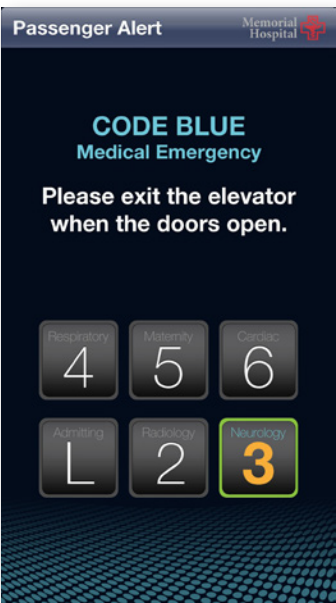 Passenger Alert
Memorial
Hospital
CODE BLUE
Medical Emergency
Please exit the elevator
when the doors open.
Respiratory
Maternity
Cardiac
4
5
6
Admitting
Radiology
Neurology
L
2
3